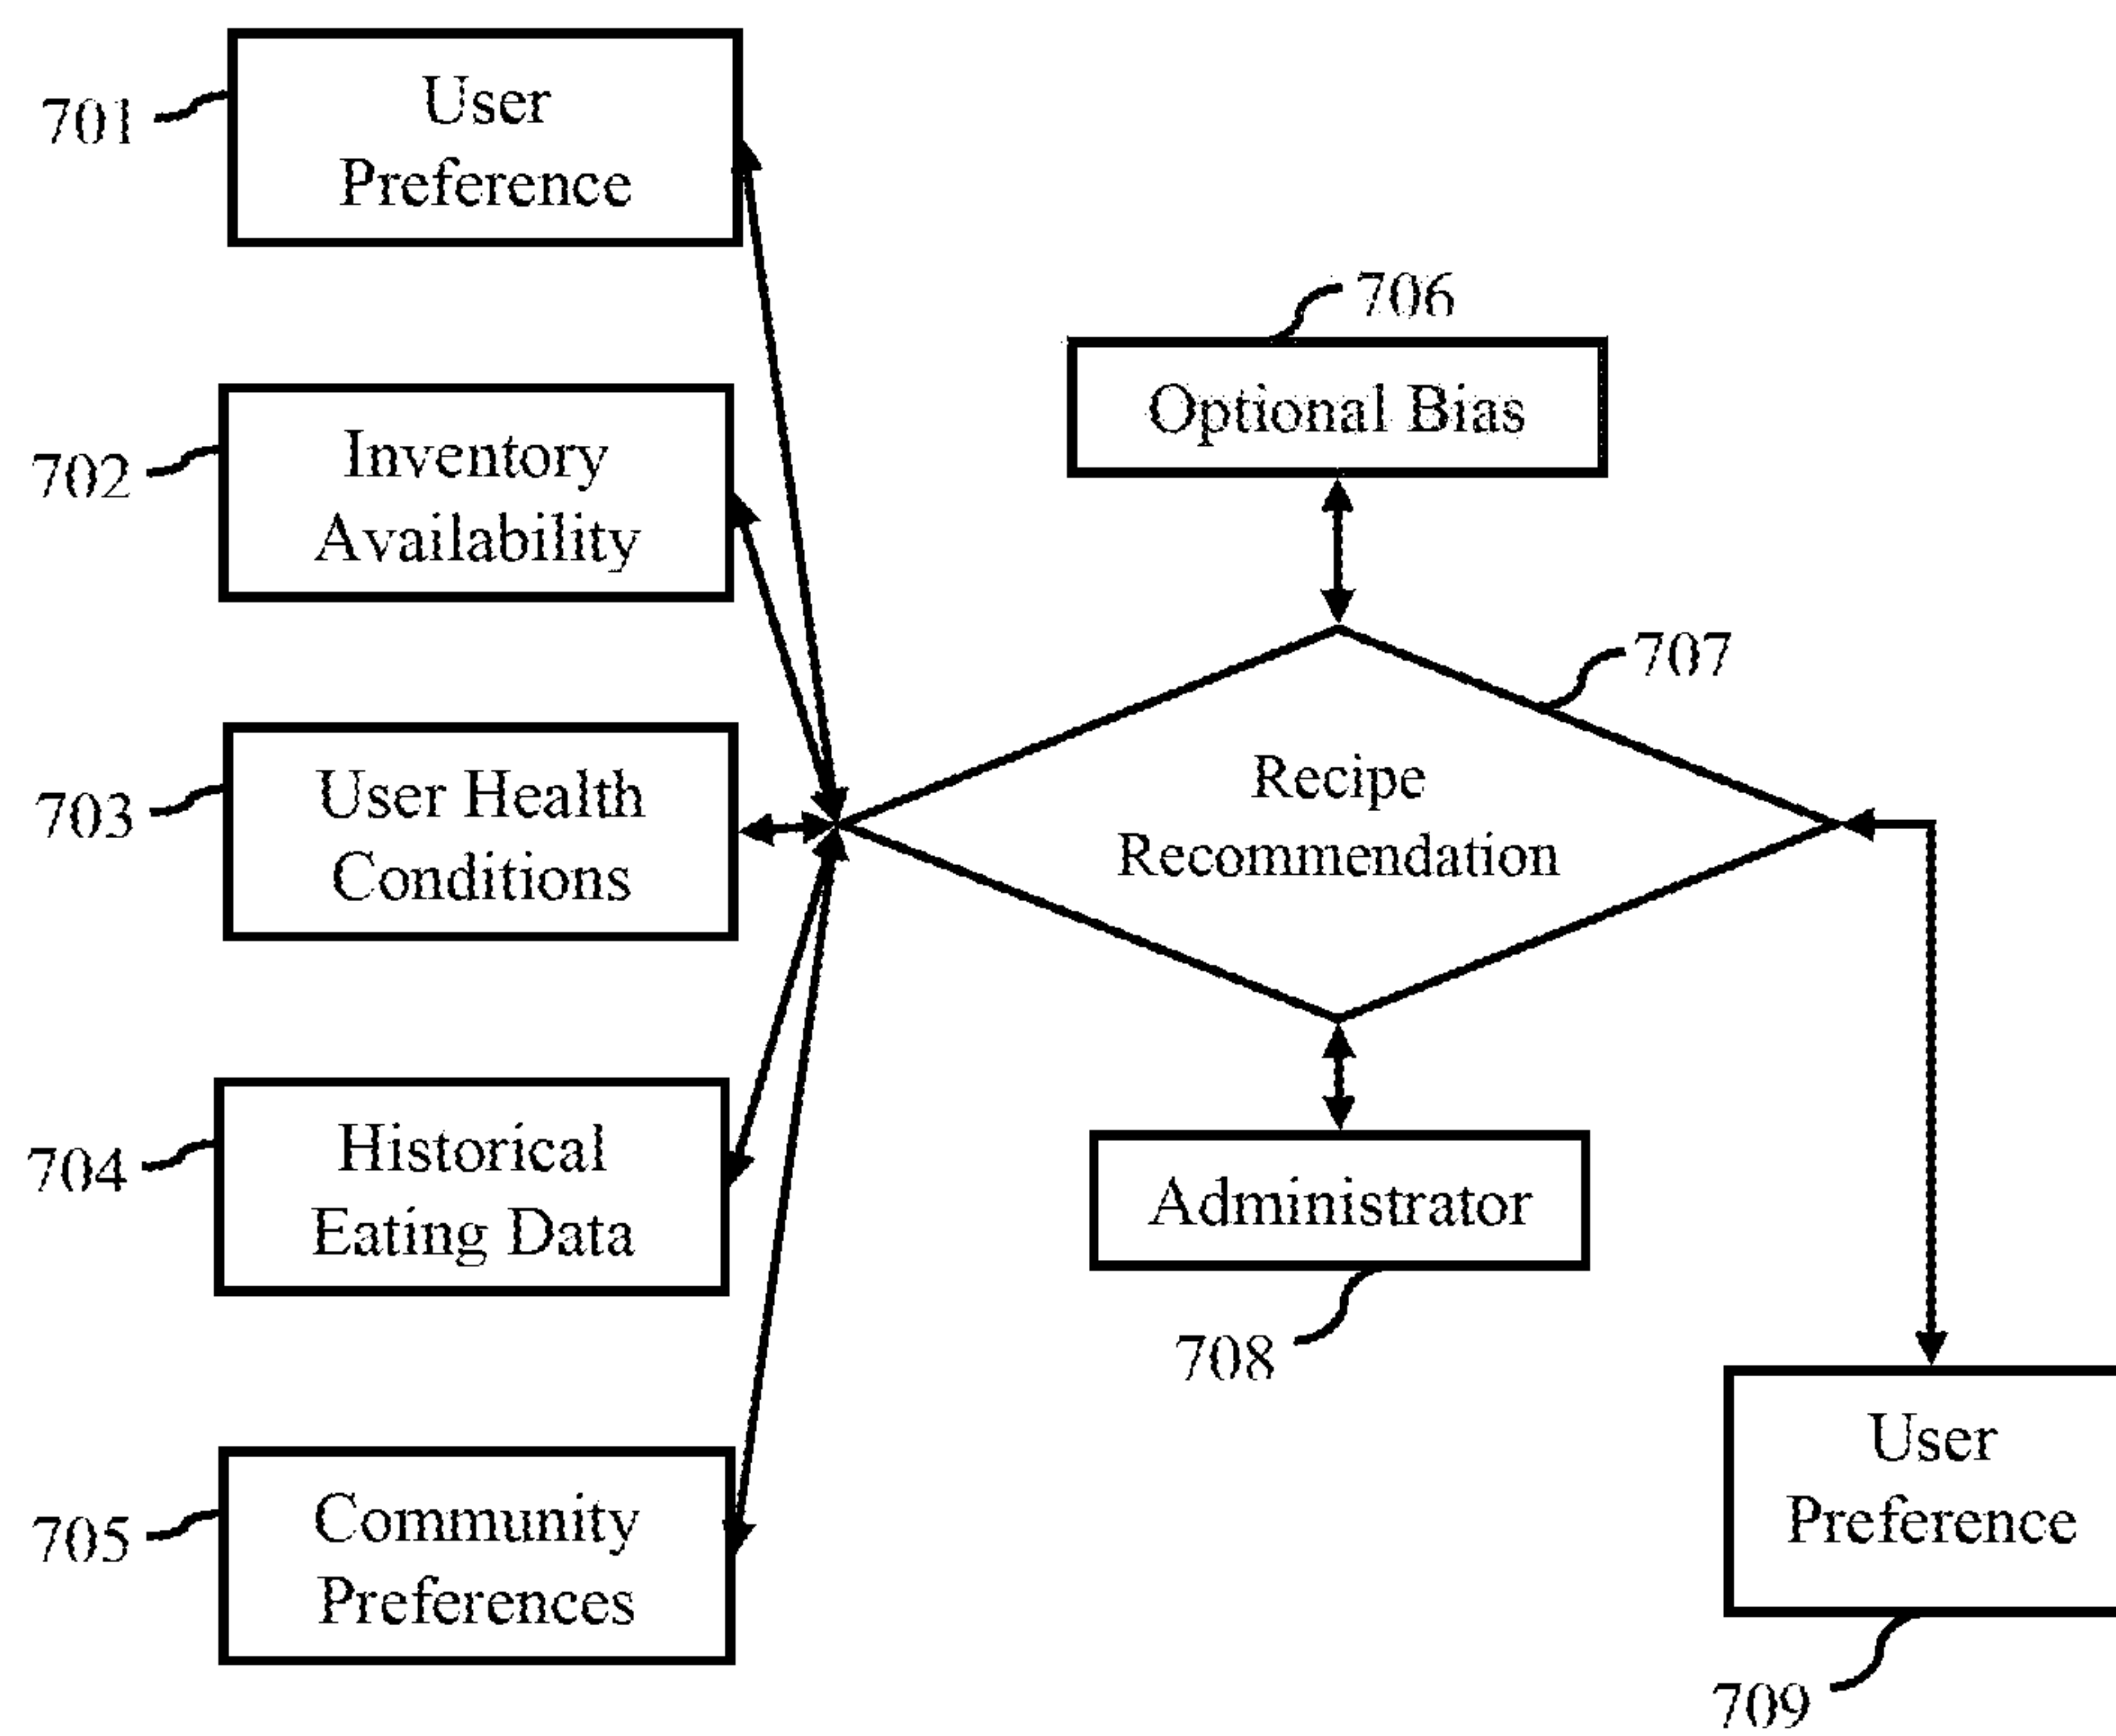 701
User
Preference
702
Inventory
Availability
703
User Health
Conditions
704
Historical
Eating Data
705
Community
Preferences
706
Optional Bias
707
Recipe
Recommendation
Administrator
708
User
Preference
709